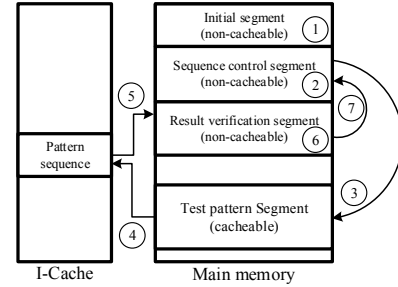 Initial segment
(non-cacheable)
1
Sequence control segment
(non-cacheable)
2
5
7
Result verification segment
(non-cacheable)
6
Pattern
sequence
3
Test pattern Segment
(cacheable)
4
I-Cache
Main memory